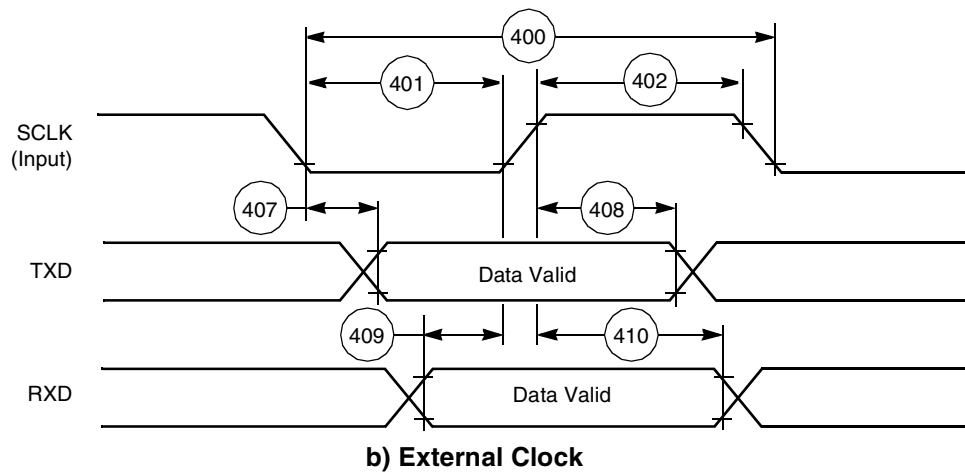 400
401
402
SCLK
(Input)
407
408
TXD
Data Valid
409
410
RXD
Data Valid
b) External Clock